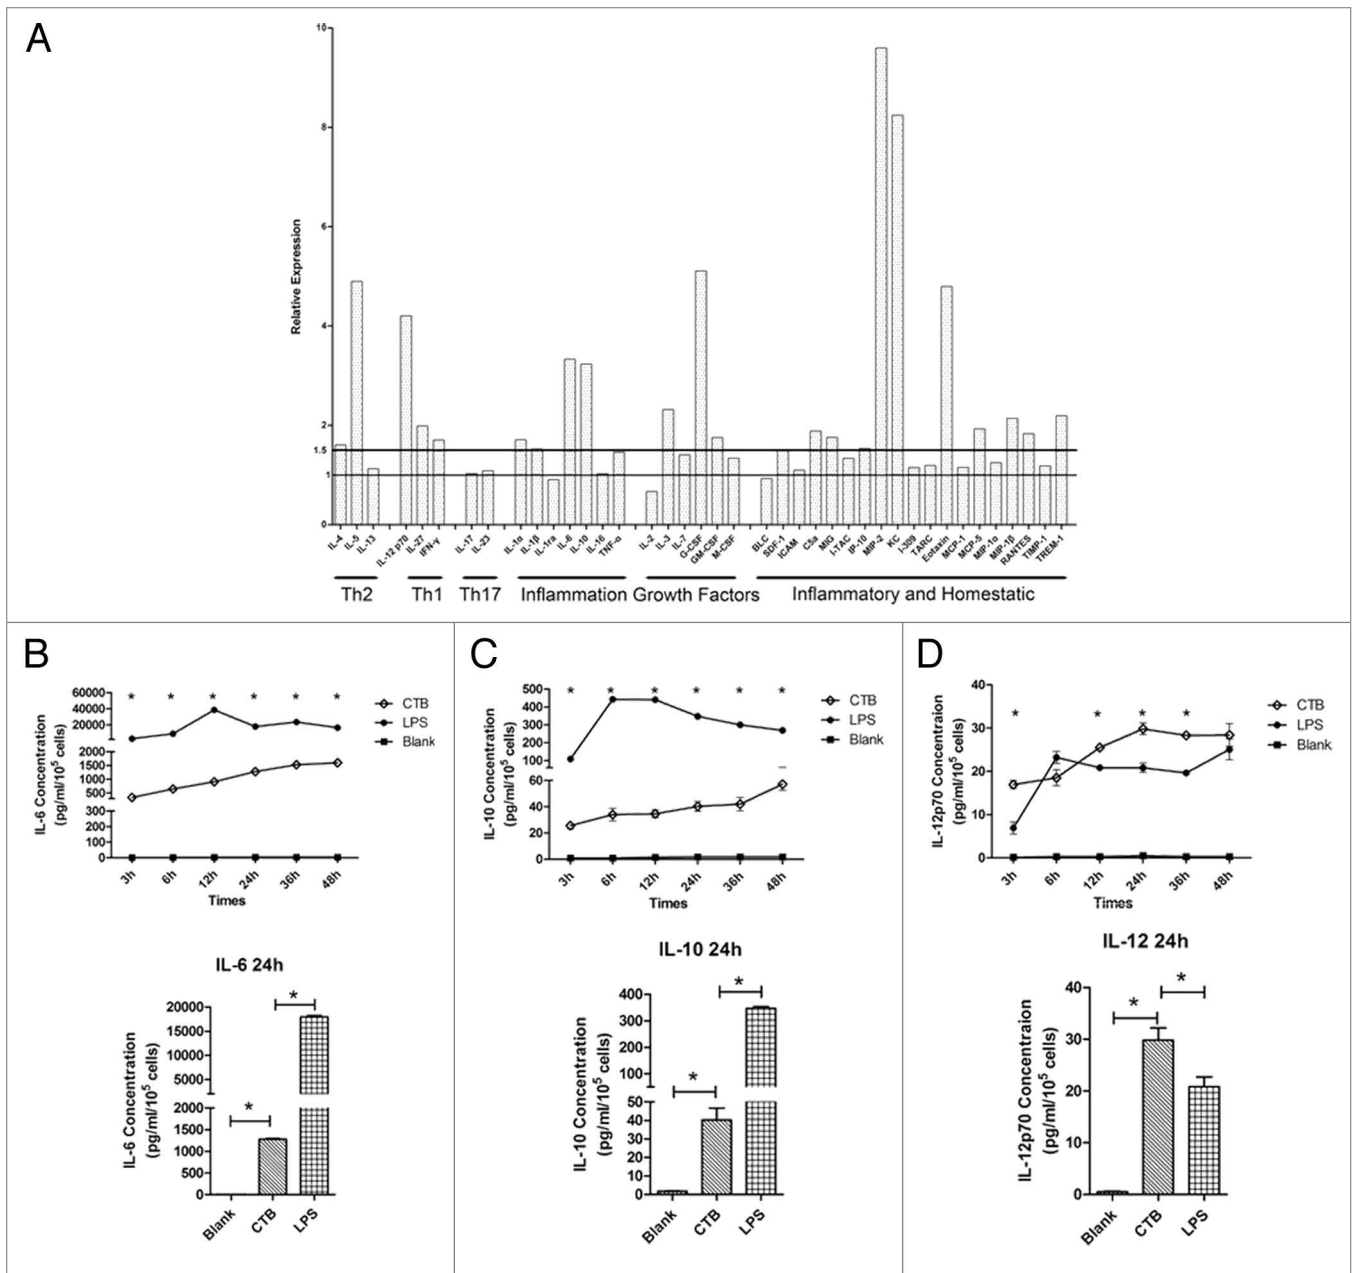 A
Relative Expression
10
8
6
4
2
1.5
1
0
IL-4 IL-5 IL-13 IL-12 p70 IL-27 IFN-γ IL-17 IL-23 IL-1α IL-1β IL-1ra IL-6 IL-10 IL-16 TNF-α IL-2 IL-3 IL-7 G-CSF GM-CSF M-CSF BLC SDF-1 ICAM C5a MIG I-TAC IP-10 MIP-2 KC I-309 TARC Eotaxin MCP-1 MCP-5 MIP-1α MIP-1β RANTES TIMP-1 TREM-1
Th2 Th1 Th17 Inflammation Growth Factors Inflammatory and Homestatic
B
IL-6 Concentration
(pg/ml/10⁵ cells)
60000
40000
20000
2000
1500
1000
500
300
200
100
0
* * * * * *
CTB
LPS
Blank
3h 6h 12h 24h 36h 48h
Times
IL-6 24h
IL-6 Concentration
(pg/ml/10⁵ cells)
20000
15000
10000
5000
2000
1500
1000
500
0
*
*
Blank CTB LPS
C
IL-10 Concentration
(pg/ml/10⁵ cells)
500
400
300
200
100
60
40
20
0
* * * * * *
CTB
LPS
Blank
3h 6h 12h 24h 36h 48h
Times
IL-10 24h
IL-10 Concentration
(pg/ml/10⁵ cells)
400
300
200
100
50
40
30
20
10
0
*
*
Blank CTB LPS
D
IL-12p70 Concentraion
(pg/ml/10⁵ cells)
40
30
20
10
0
* * * *
CTB
LPS
Blank
3h 6h 12h 24h 36h 48h
Times
IL-12 24h
IL-12p70 Concentraion
(pg/ml/10⁵ cells)
40
30
20
10
0
*
*
Blank CTB LPS